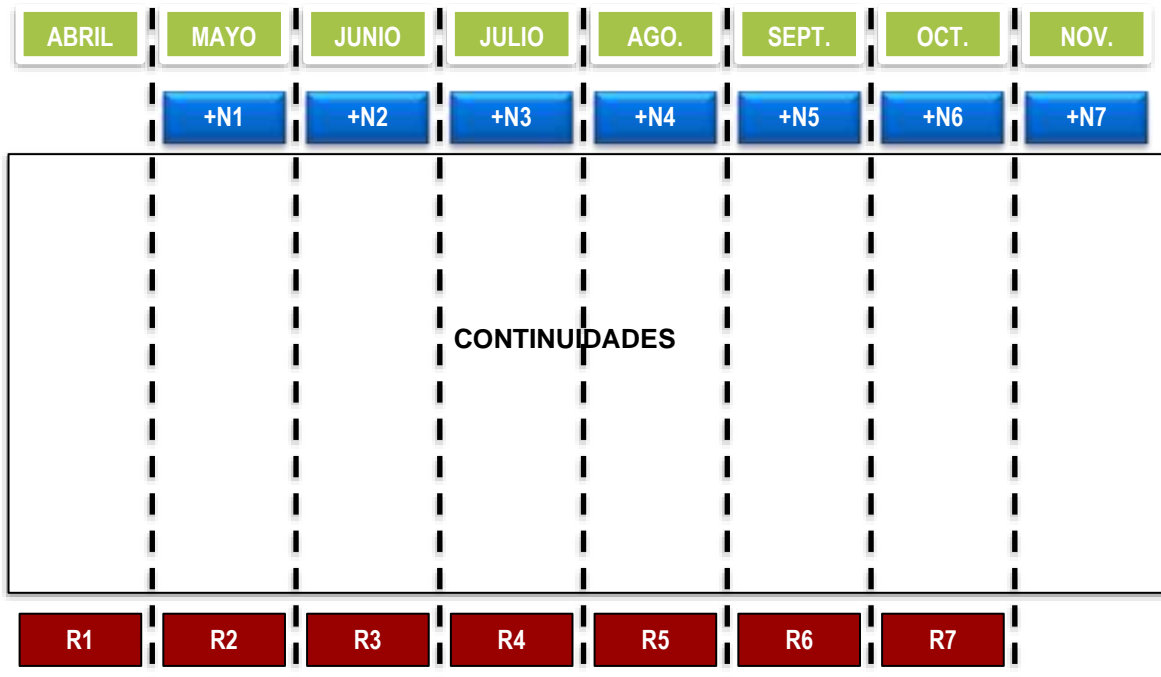 ABRIL MAYO JUNIO JULIO AGO. SEPT. OCT. NOV.
+N1 +N2 +N3 +N4 +N5 +N6 +N7
CONTINUIDADES
R1 R2 R3 R4 R5 R6 R7